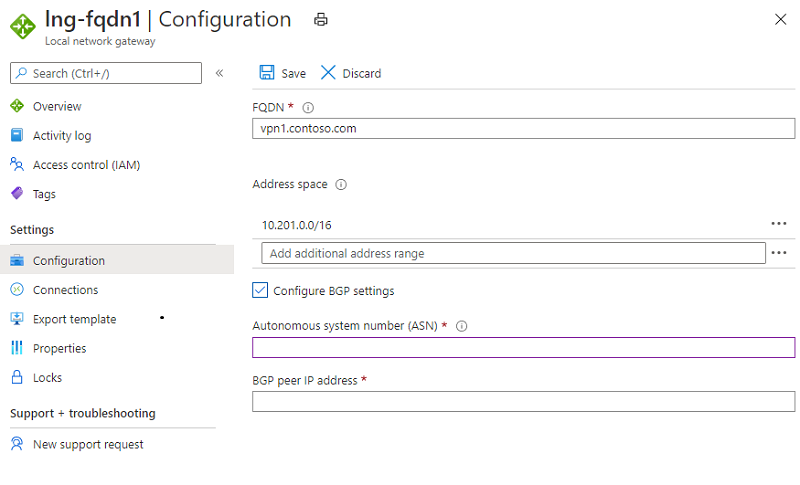 lng-fqdn1 | Configuration
Local network gateway
Search (Ctrl+/)
«
Overview
Activity log
Access control (IAM)
Tags
Settings
Configuration
Connections
Export template
Properties
Locks
Support + troubleshooting
New support request
Save Discard
FQDN *
vpn1.contoso.com
Address space
10.201.0.0/16
Add additional address range
Configure BGP settings
Autonomous system number (ASN) *
BGP peer IP address *